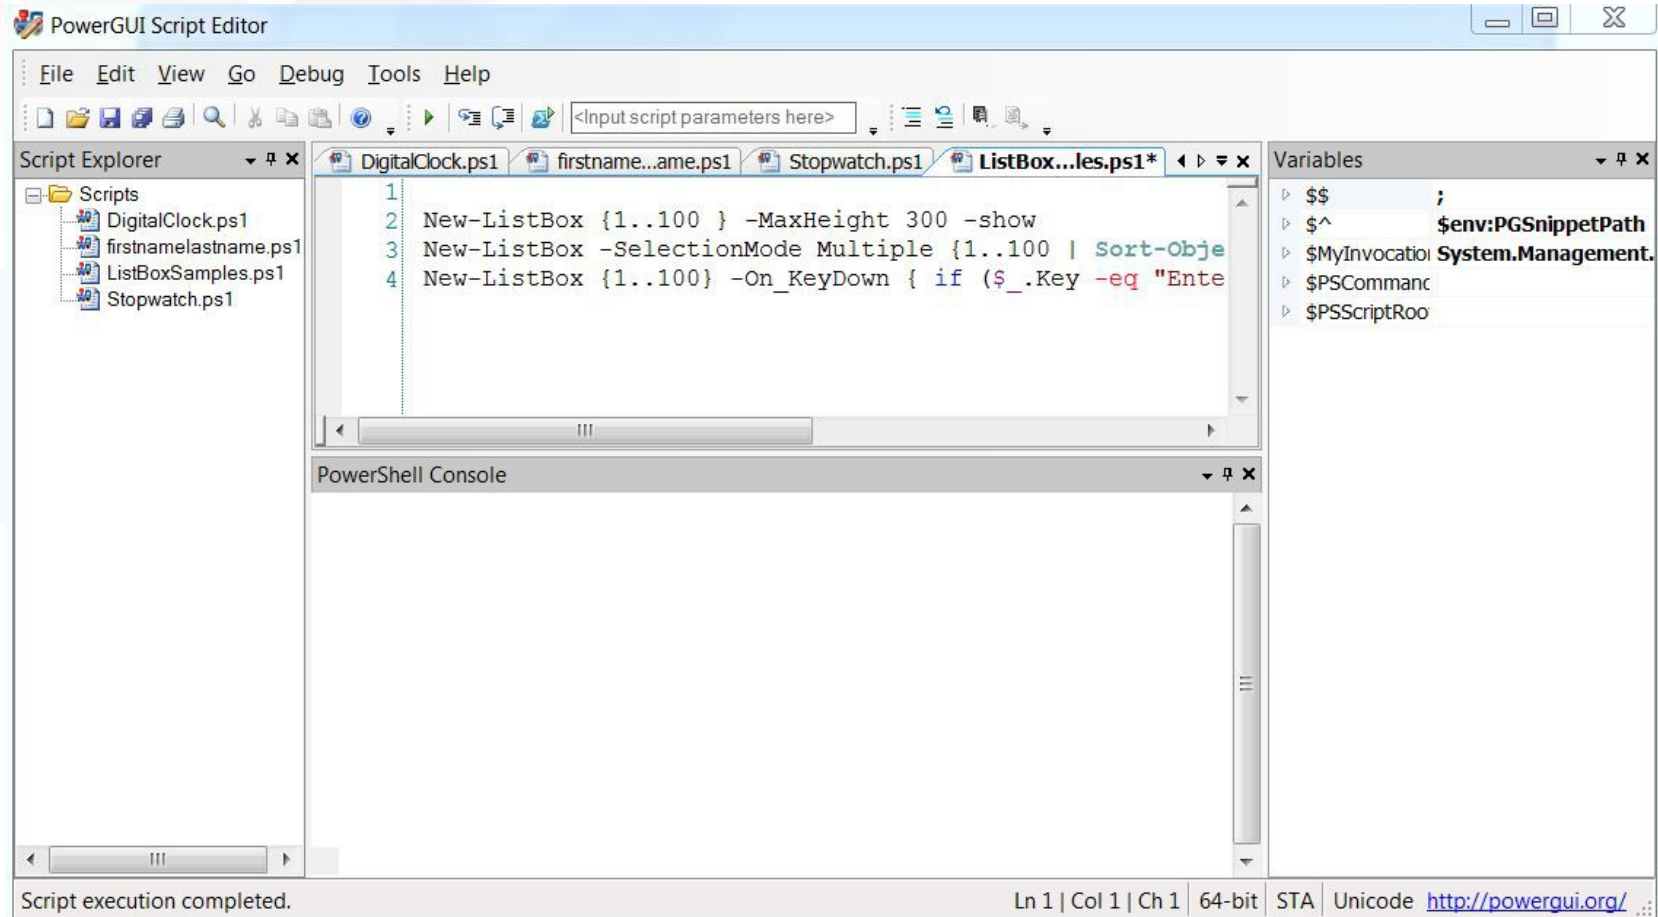 PowerGUI Script Editor
File Edit View Go Debug Tools Help
<Input script parameters here>
Script Explorer
Scripts
DigitalClock.ps1
firstnamelastname.ps1
ListBoxSamples.ps1
Stopwatch.ps1
DigitalClock.ps1 firstname...ame.ps1 Stopwatch.ps1 ListBox...les.ps1*
1
2 New-ListBox {1..100 } -MaxHeight 300 -show
3 New-ListBox -SelectionMode Multiple {1..100 | Sort-Obje
4 New-ListBox {1..100} -On_KeyDown { if ($_.Key -eq "Ente
PowerShell Console
Variables
$$ ;
$^ $env:PGSnippetPath
$MyInvocatio System.Management.
$PSCommanc
$PSScriptRoo
Script execution completed.
Ln 1 | Col 1 | Ch 1 64-bit STA Unicode http://powergui.org/